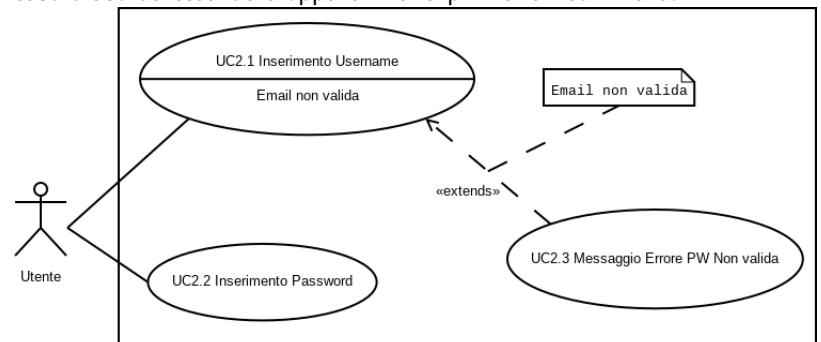 UC2.1 Inserimento Username
Email non valida
Email non valida
«extends»
UC2.3 Messaggio Errore PW Non valida
Utente
UC2.2 Inserimento Password